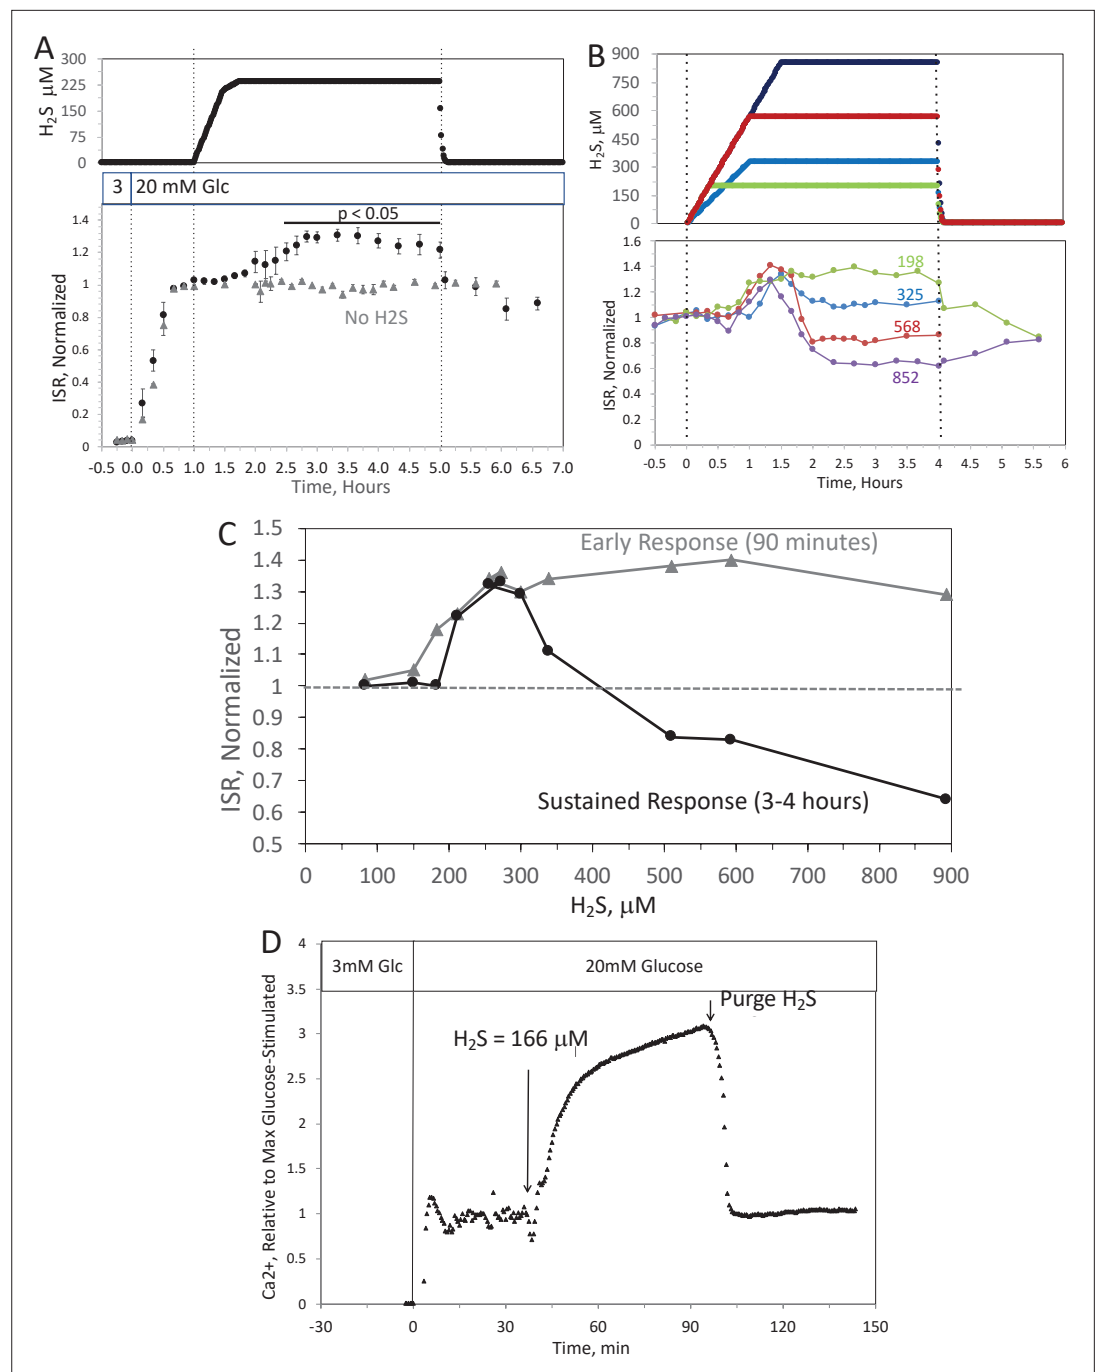 A
H₂S μM
300
225
150
75
0
3
20 mM Glc
ISR, Normalized
1.4
1.2
1
0.8
0.6
0.4
0.2
0
p < 0.05
No H2S
-0.5 0.0 0.5 1.0 1.5 2.0 2.5 3.0 3.5 4.0 4.5 5.0 5.5 6.0 6.5 7.0
Time, Hours
B
H₂S, μM
900
750
600
450
300
150
0
ISR, Normalized
1.6
1.4
1.2
1
0.8
0.6
0.4
0.2
0
198
325
568
852
-0.5 0 0.5 1 1.5 2 2.5 3 3.5 4 4.5 5 5.5 6
Time, Hours
C
ISR, Normalized
1.5
1.4
1.3
1.2
1.1
1
0.9
0.8
0.7
0.6
0.5
Early Response (90 minutes)
Sustained Response (3-4 hours)
0 100 200 300 400 500 600 700 800 900
H₂S, μM
D
Ca2+, Relative to Max Glucose-Stimulated
4
3.5
3
2.5
2
1.5
1
0.5
0
3mM Glc
20mM Glucose
Purge H₂S
H₂S = 166 μM
-30 0 30 60 90 120 150
Time, min